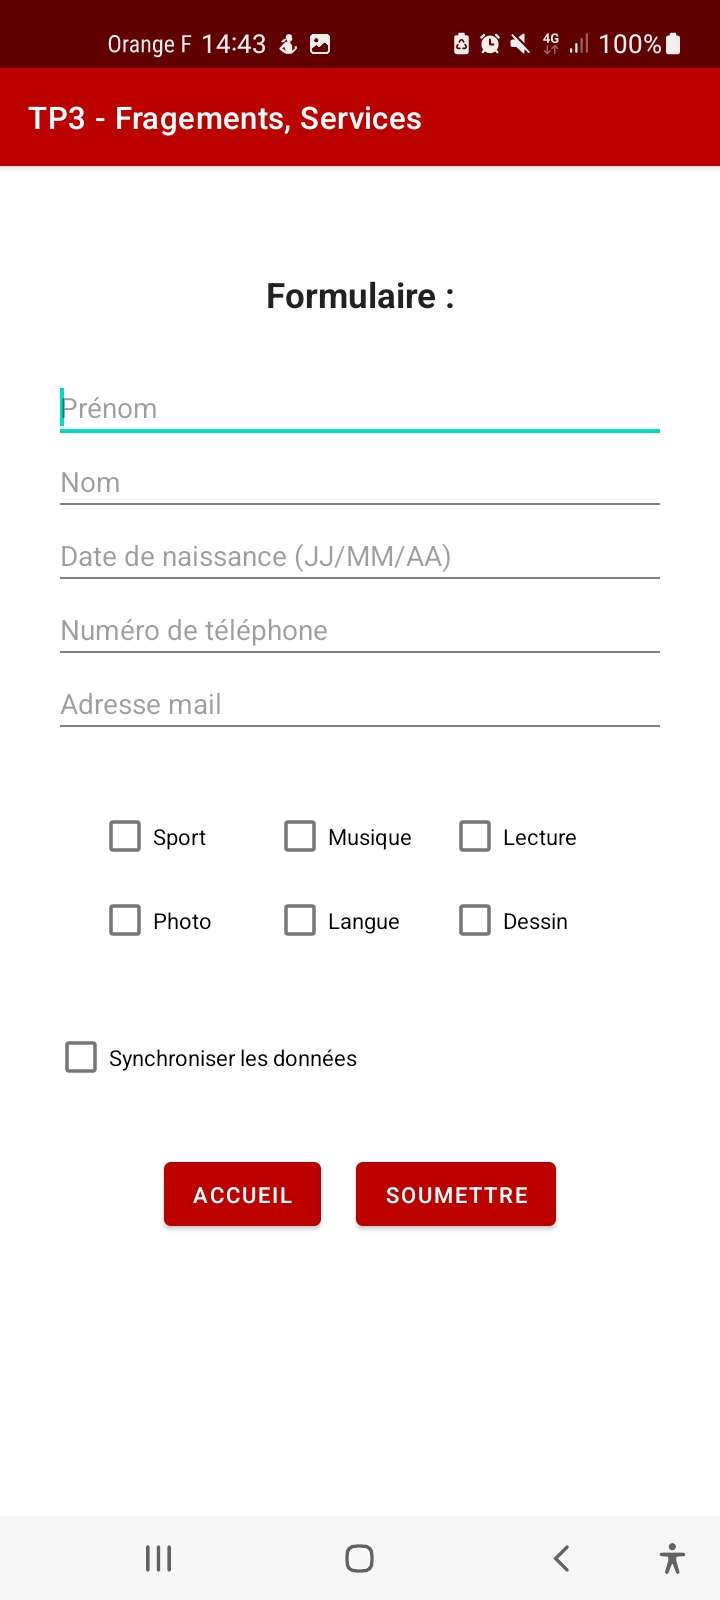 Orange F 14:43 4G 100%
TP3 - Fragements, Services
Formulaire :
Prénom
Nom
Date de naissance (JJ/MM/AA)
Numéro de téléphone
Adresse mail
Sport Musique Lecture
Photo Langue Dessin
Synchroniser les données
ACCUEIL SOUMETTRE